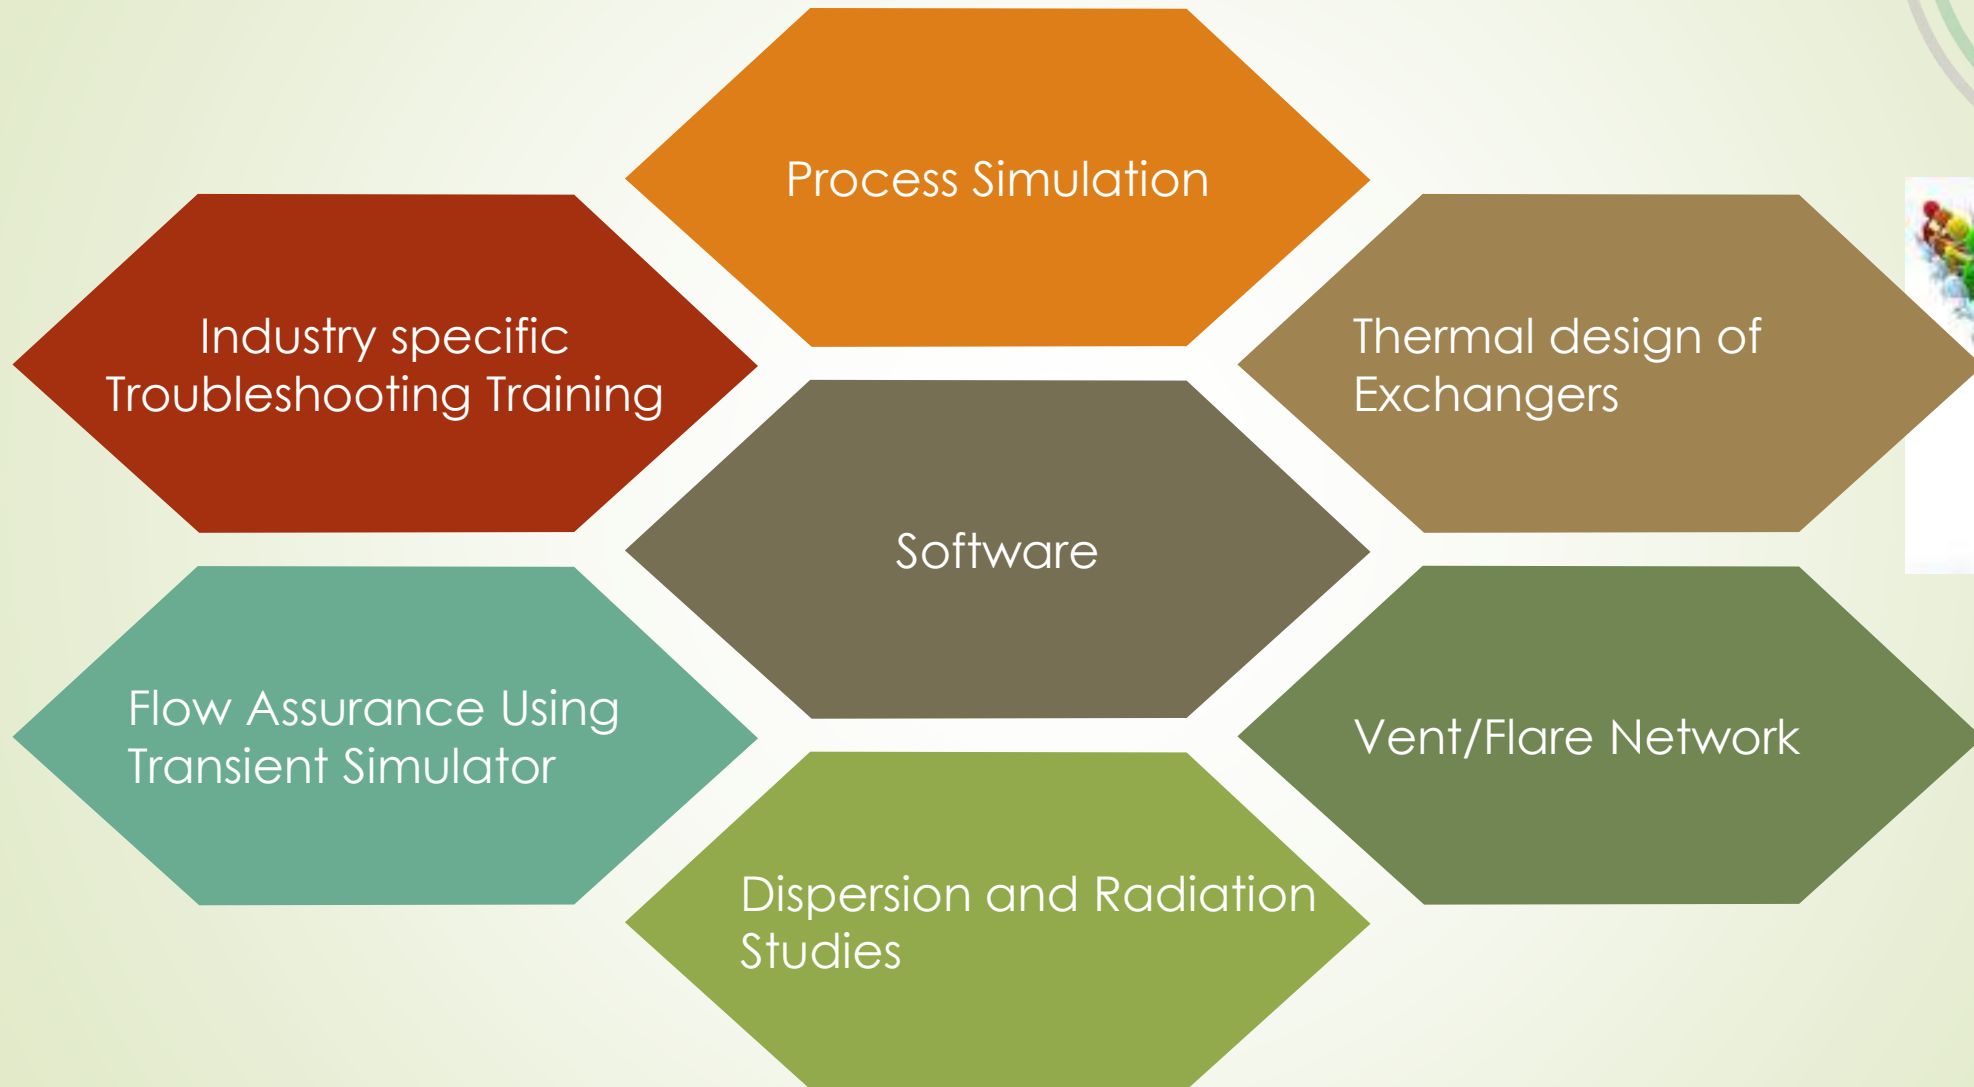 Process Simulation
Industry specific
Troubleshooting Training
Thermal design of
Exchangers
Software
Flow Assurance Using
Transient Simulator
Vent/Flare Network
Dispersion and Radiation
Studies